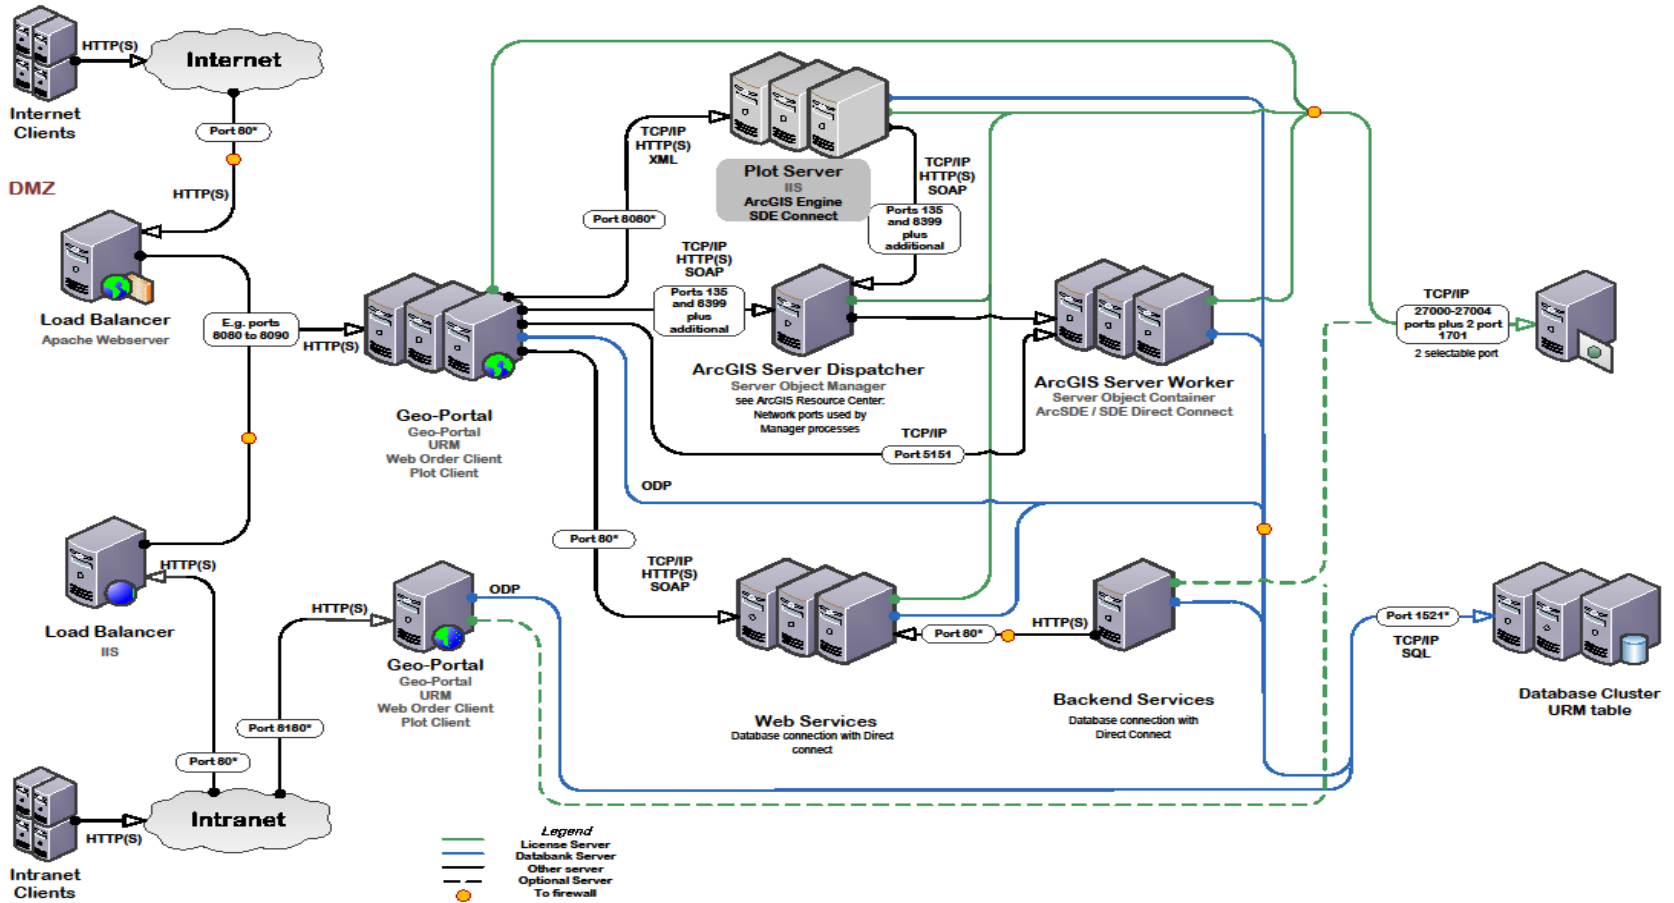 HTTP(S)
Internet
Internet
Clients
Port 80*
DMZ
HTTP(S)
Load Balancer
Apache Webserver
E.g. ports
8080 to 8090
HTTP(S)
Geo-Portal
Geo-Portal
URM
Web Order Client
Plot Client
TCP/IP
HTTP(S)
XML
Port 8080*
Plot Server
IIS
ArcGIS Engine
SDE Connect
TCP/IP
HTTP(S)
SOAP
Ports 135
and 8399
plus
additional
TCP/IP
HTTP(S)
SOAP
Ports 135
and 8399
plus
additional
ArcGIS Server Dispatcher
Server Object Manager
see ArcGIS Resource Center:
Network ports used by
Manager processes
ArcGIS Server Worker
Server Object Container
ArcSDE / SDE Direct Connect
TCP/IP
27000-27004
ports plus 2 port
1701
2 selectable port
TCP/IP
Port 5151
ODP
Port 80*
TCP/IP
HTTP(S)
SOAP
Load Balancer
IIS
HTTP(S)
HTTP(S)
ODP
Geo-Portal
Geo-Portal
URM
Web Order Client
Plot Client
Port 8180*
Port 80*
Port 80*
HTTP(S)
Web Services
Database connection with Direct
connect
Backend Services
Database connection with
Direct Connect
Port 1521*
TCP/IP
SQL
Database Cluster
URM table
Intranet
HTTP(S)
Intranet
Clients
Legend
License Server
Databank Server
Other server
Optional Server
To firewall